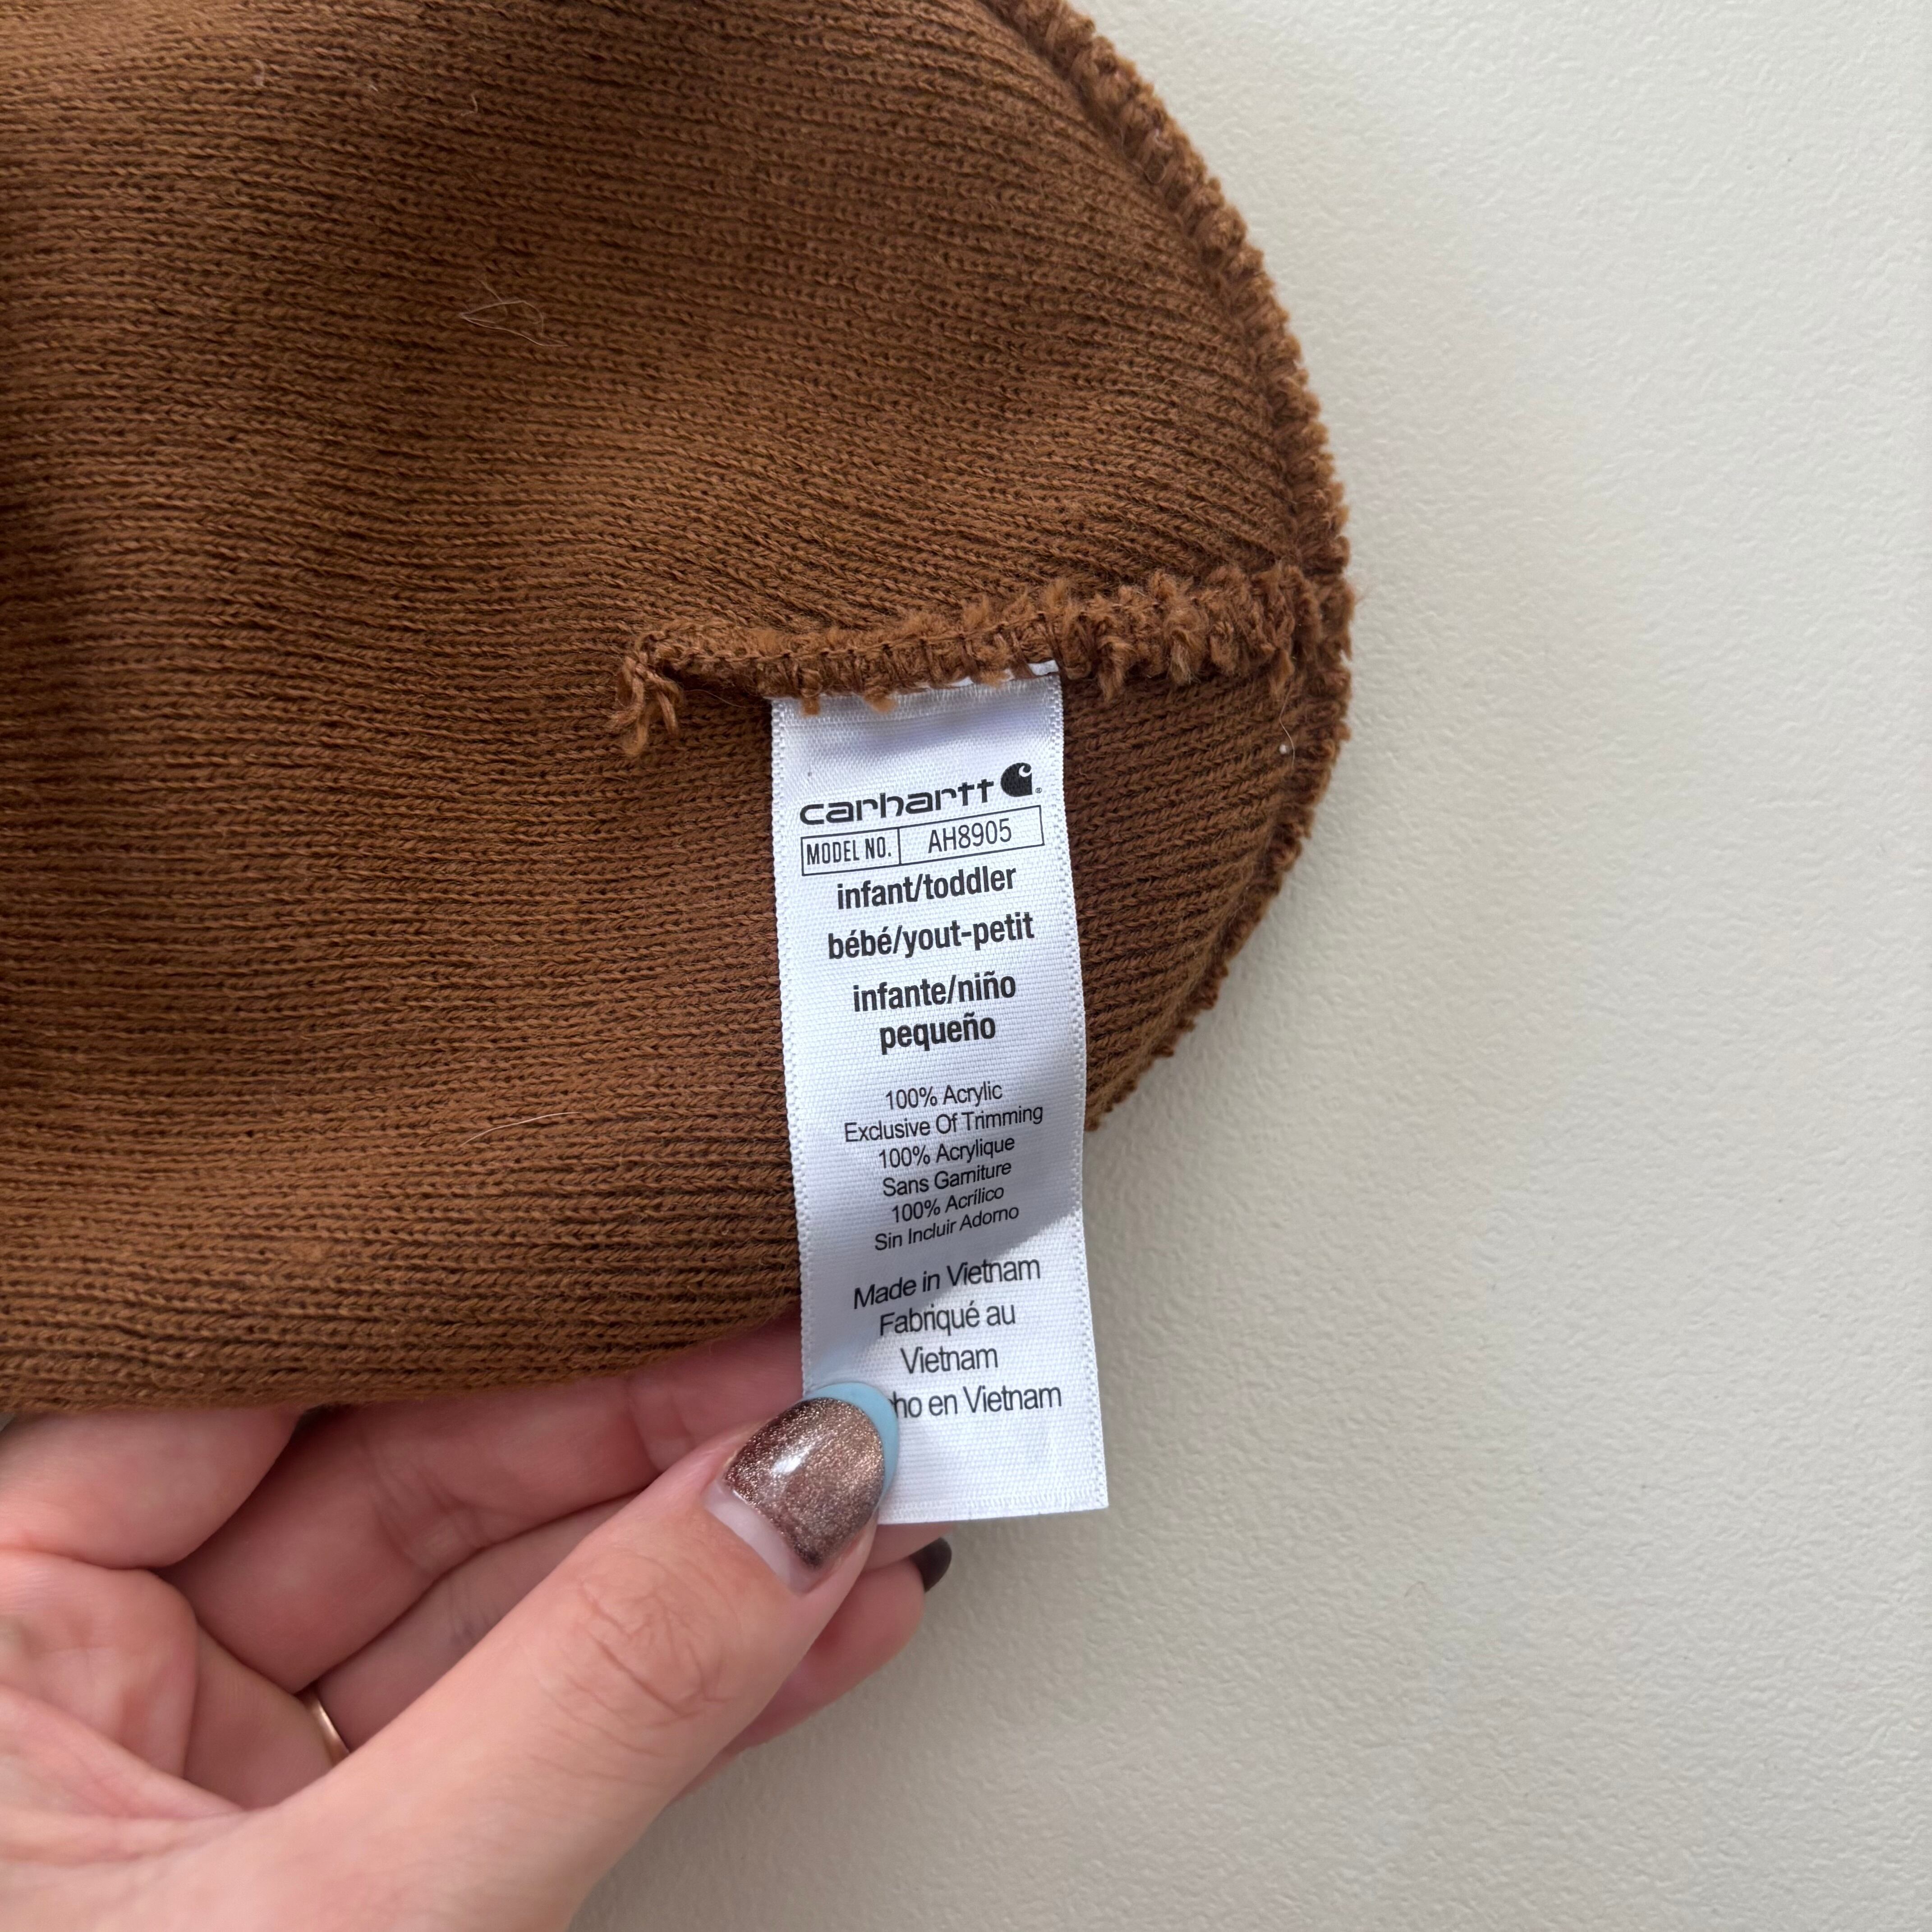 carhartt
MODEL NO. AH8905
infant/toddler
bébé/yout-petit
infante/niño
pequeño
100% Acrylic
Exclusive Of Trimming
100% Acrylique
Sans Garniture
100% Acrílico
Sin Incluir Adorno
Made in Vietnam
Fabriqué au
Vietnam
en Vietnam